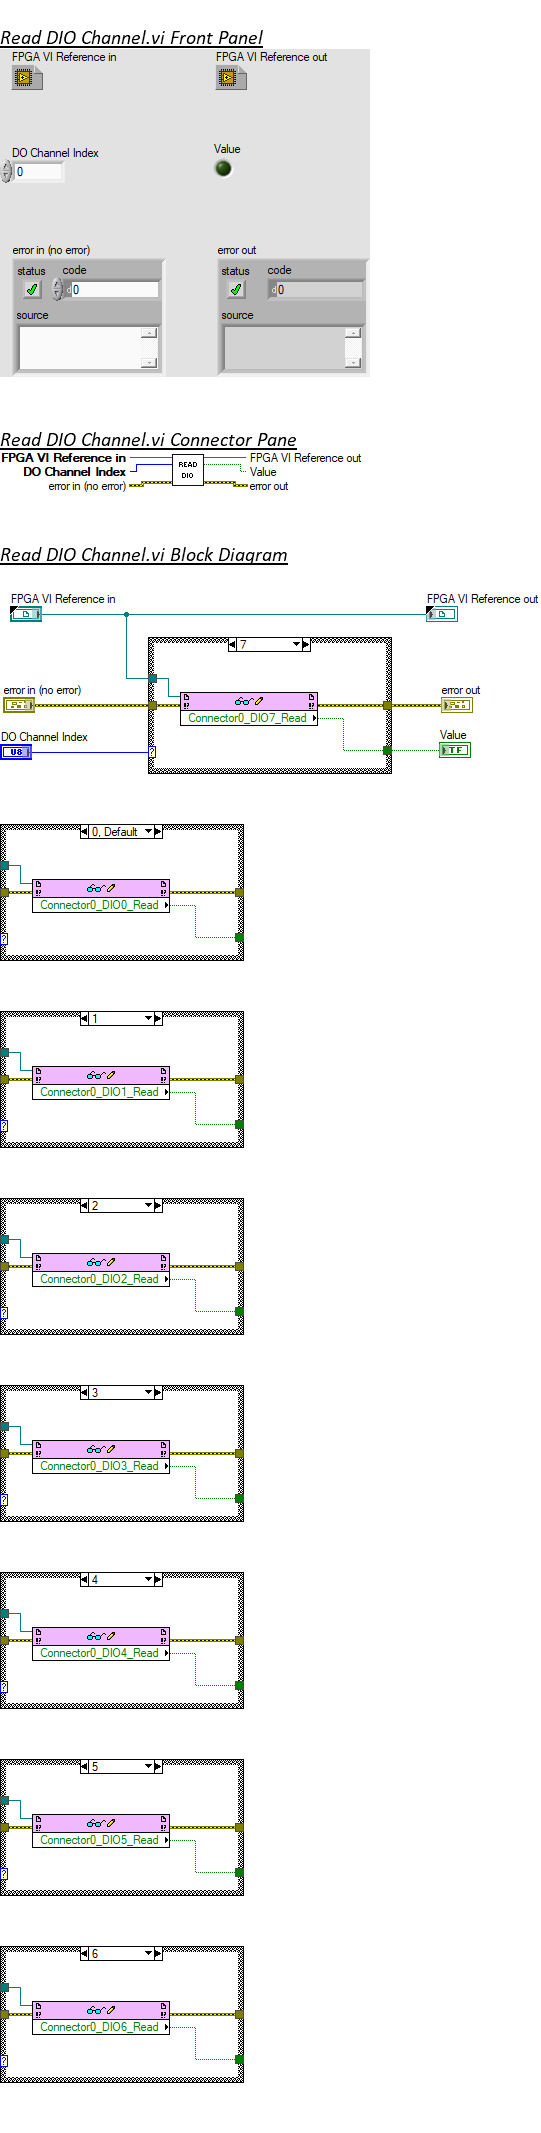 Read DIO Channel.vi Front Panel
FPGA VI Reference in FPGA VI Reference out
DO Channel Index Value
0
error in (no error) error out
status code status code
d 0 d 0
source source
Read DIO Channel.vi Connector Pane
FPGA VI Reference in READ DIO FPGA VI Reference out
DO Channel Index Value
error in (no error) error out
Read DIO Channel.vi Block Diagram
FPGA VI Reference in FPGA VI Reference out
7
error in (no error) error out
!? !?
Connector0_DIO7_Read
DO Channel Index Value
U8 ? TF
0, Default
!? !?
Connector0_DIO0_Read
?
1
!? !?
Connector0_DIO1_Read
?
2
!? !?
Connector0_DIO2_Read
?
3
!? !?
Connector0_DIO3_Read
?
4
!? !?
Connector0_DIO4_Read
?
5
!? !?
Connector0_DIO5_Read
?
6
!? !?
Connector0_DIO6_Read
?